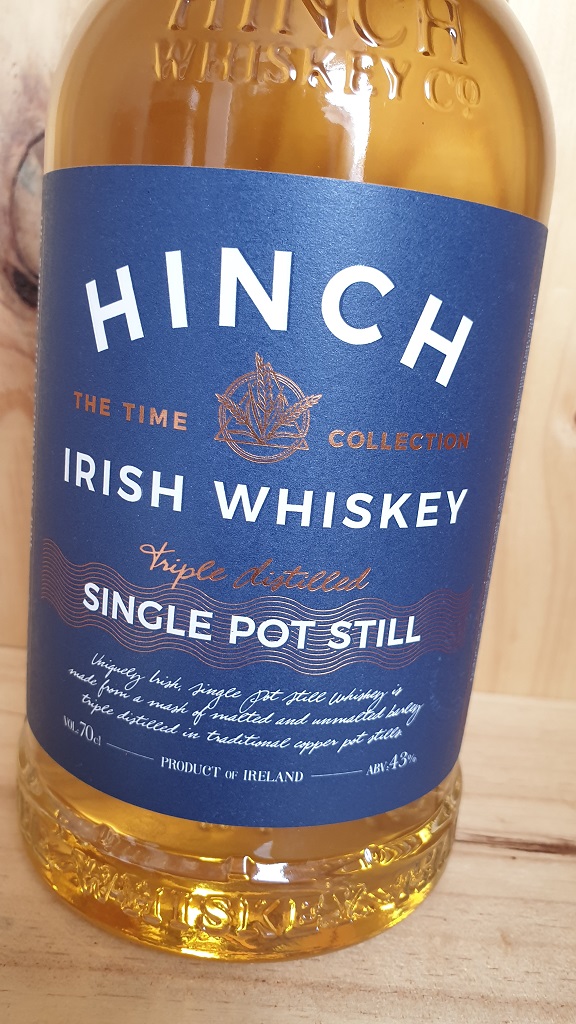 HINCH
WHISKEY CO
HINCH
THE TIME COLLECTION
IRISH WHISKEY
triple distilled
SINGLE POT STILL
Uniquely Irish, single pot still whiskey is
made from a mash of malted and unmalted barley
triple distilled in traditional copper pot stills.
VOL: 70cl PRODUCT OF IRELAND ABV: 43%
WHISKEY